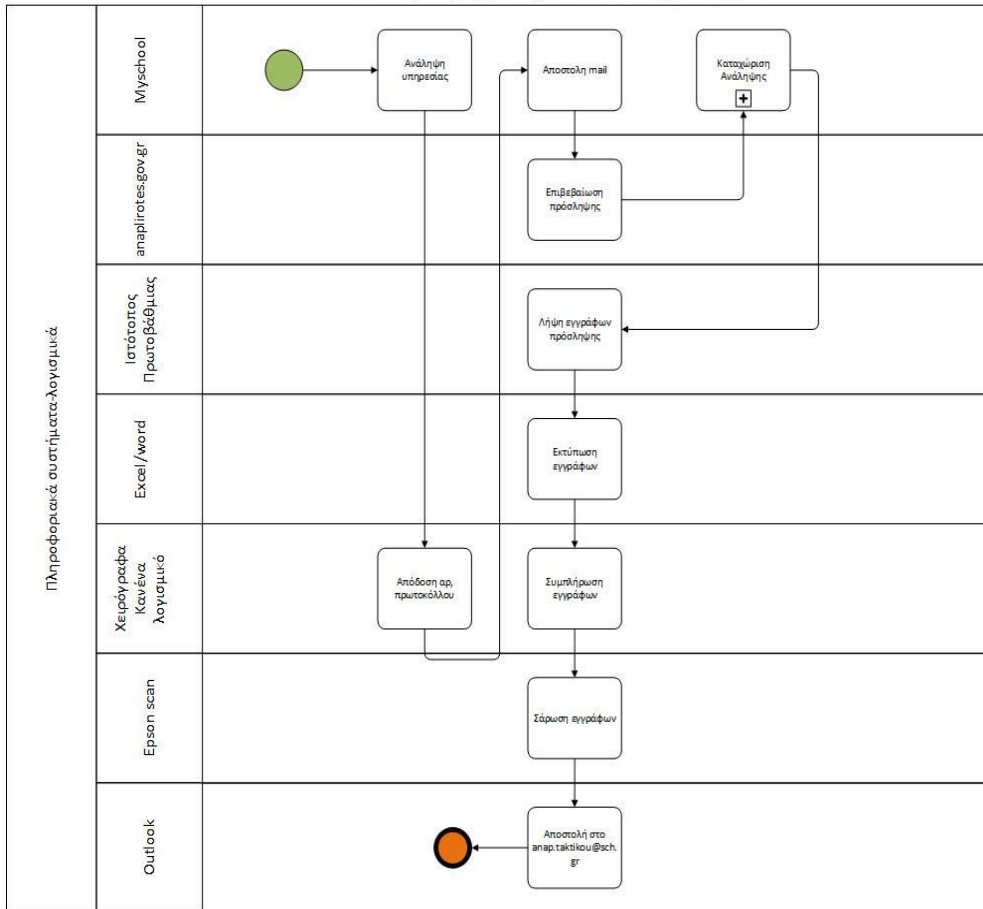 Πληροφοριακά συστήματα-λογισμικά
Myschool
Ανάληψη
υπηρεσίας
Αποστολη mail
Καταχώριση
Ανάληψης
anaplirotes.gov.gr
Επιβεβαίωση
πρόσληψης
Ιστότοπος
Πρωτοβάθμιας
Λήψη εγγράφων
πρόσληψης
Excel/word
Εκτύπωση
εγγράφων
Χειρόγραφα
Κανένα
λογισμικό
Απόδοση αρ,
πρωτοκόλλου
Συμπλήρωση
εγγράφων
Epson scan
Σάρωση εγγράφων
Outlook
Αποστολή στο
anap.taktikou@sch.
gr